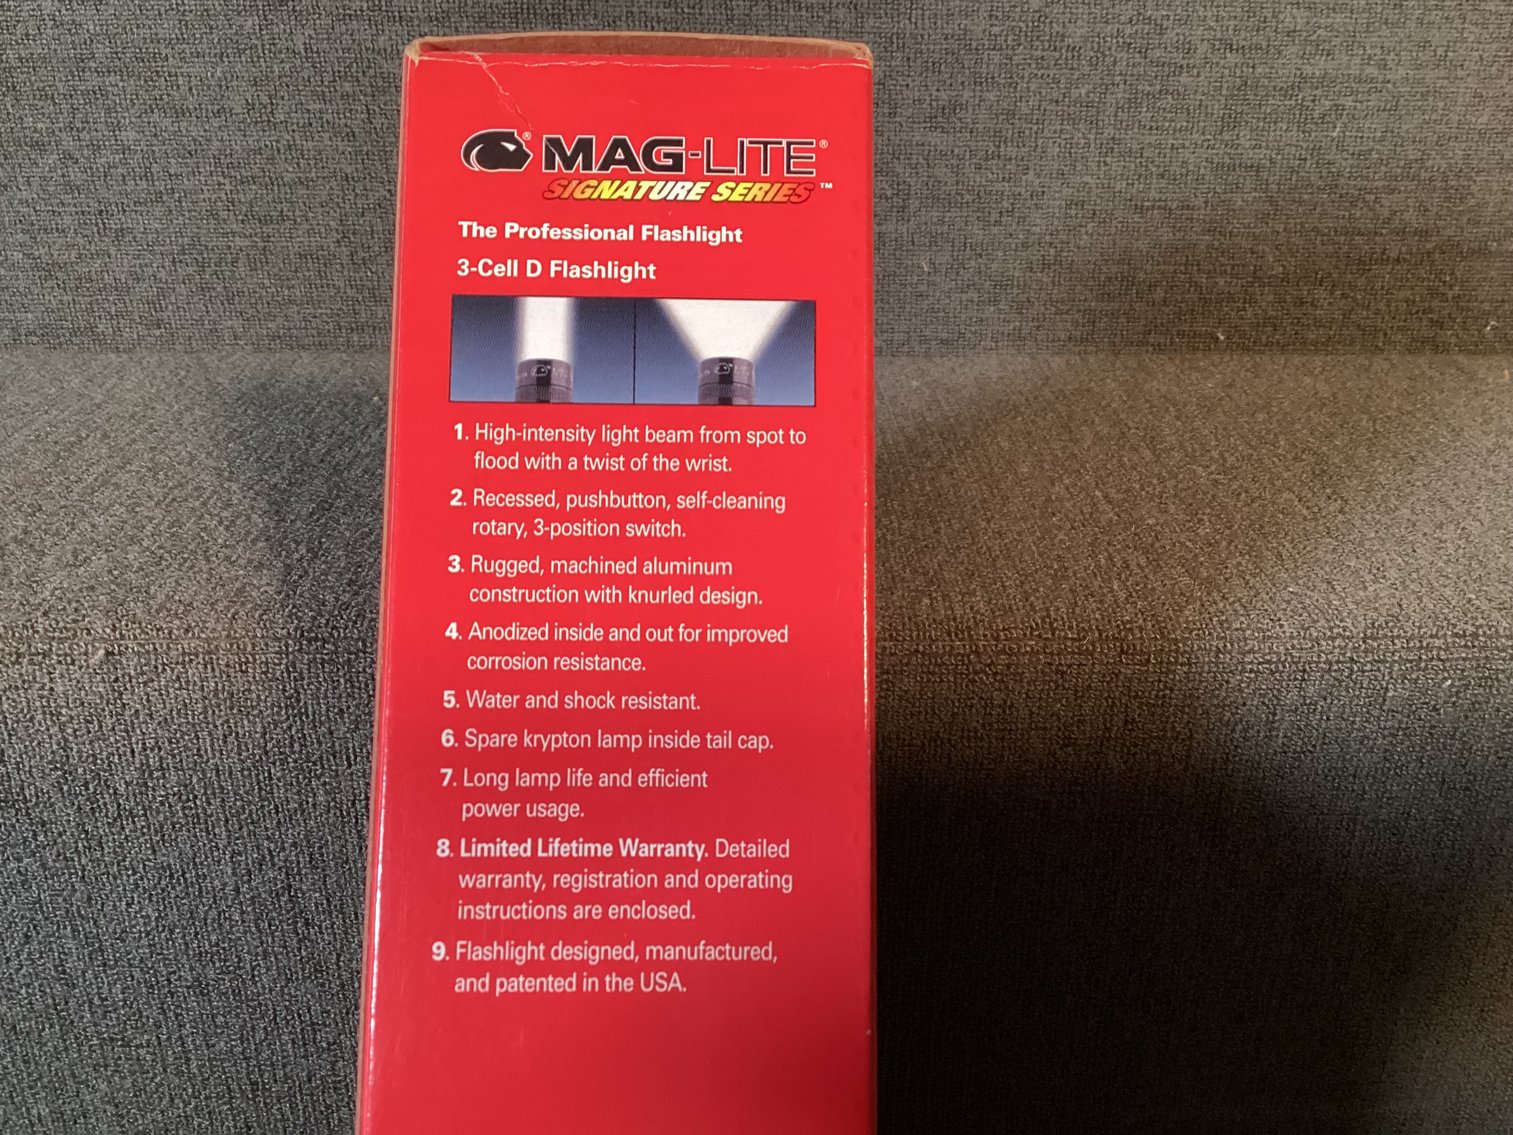 MAG-LITE®
SIGNATURE SERIES™
The Professional Flashlight
3-Cell D Flashlight
1. High-intensity light beam from spot to
flood with a twist of the wrist.
2. Recessed, pushbutton, self-cleaning
rotary, 3-position switch.
3. Rugged, machined aluminum
construction with knurled design.
4. Anodized inside and out for improved
corrosion resistance.
5. Water and shock resistant.
6. Spare krypton lamp inside tail cap.
7. Long lamp life and efficient
power usage.
8. Limited Lifetime Warranty. Detailed
warranty, registration and operating
instructions are enclosed.
9. Flashlight designed, manufactured,
and patented in the USA.